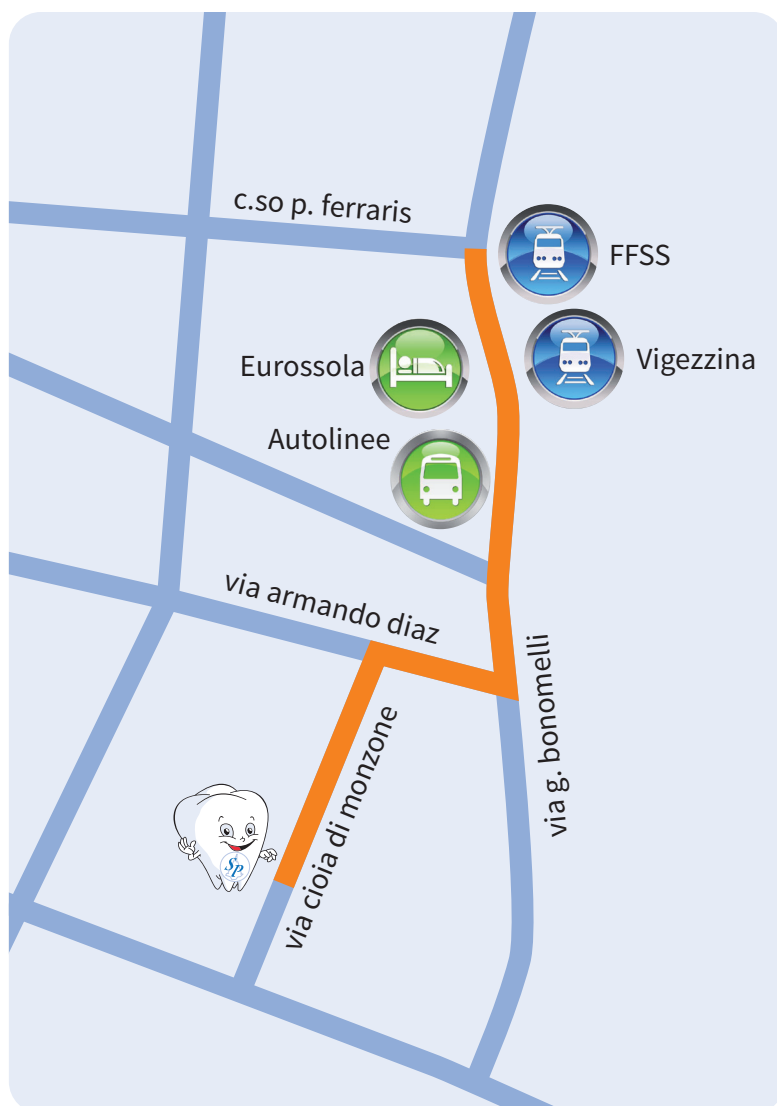 c.so p. ferraris
FFSS
Vigezzina
Eurossola
Autolinee
via armando diaz
via g. bonomelli
via cioia di monzone
SP